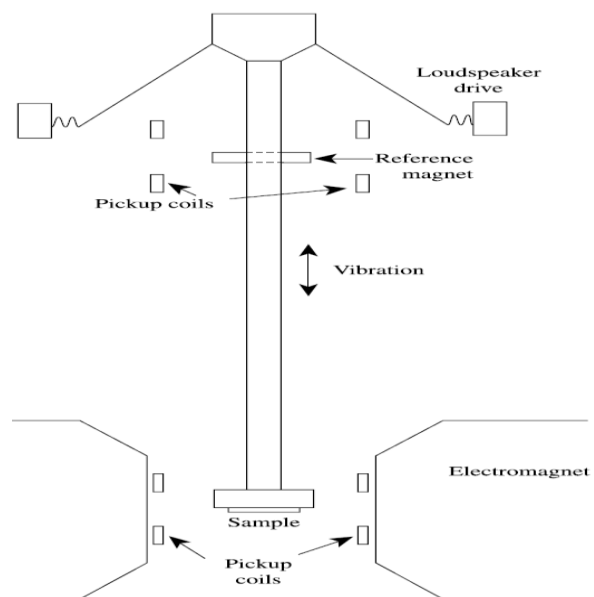 Loudspeaker
drive
Reference
magnet
Pickup coils
Vibration
Electromagnet
Sample
Pickup
coils